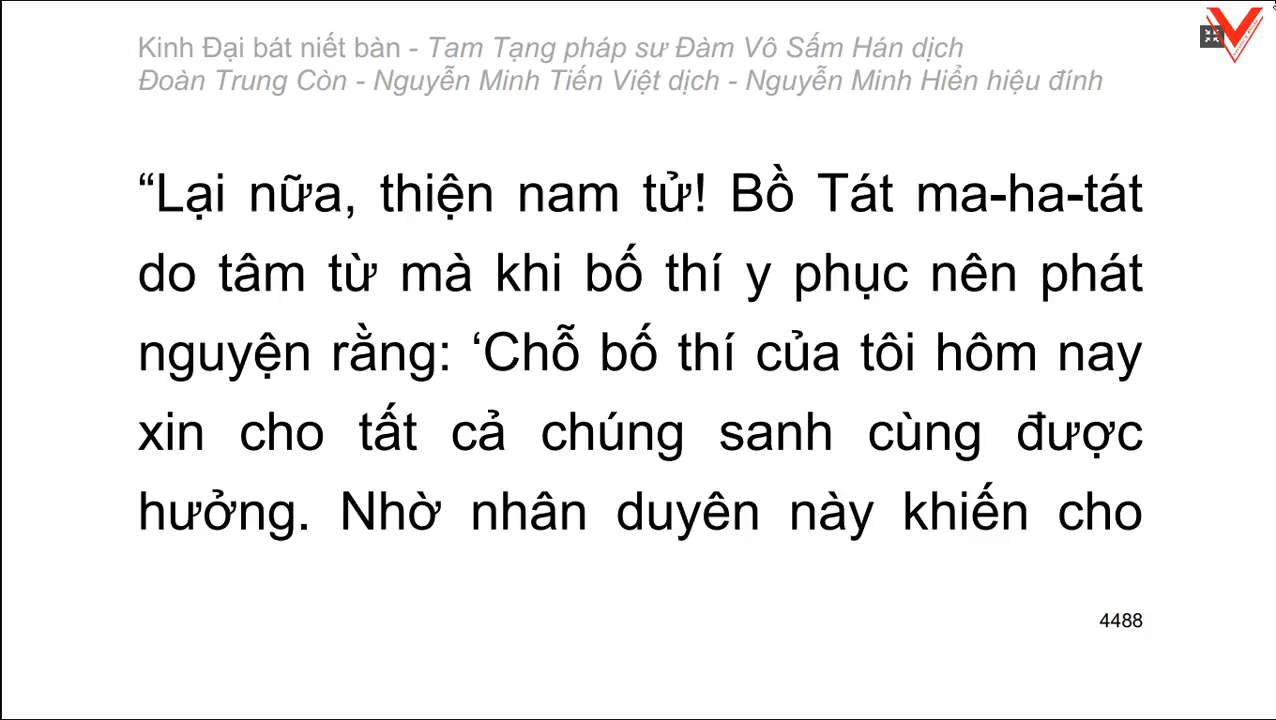 Kinh Đại bát niết bàn - Tam Tạng pháp sư Đàm Vô Sấm Hán dịch
Đoàn Trung Còn - Nguyễn Minh Tiến Việt dịch - Nguyễn Minh Hiển hiệu đính
“Lại nữa, thiện nam tử! Bồ Tát ma-ha-tát
do tâm từ mà khi bố thí y phục nên phát
nguyện rằng: ‘Chỗ bố thí của tôi hôm nay
xin cho tất cả chúng sanh cùng được
hưởng. Nhờ nhân duyên này khiến cho
4488